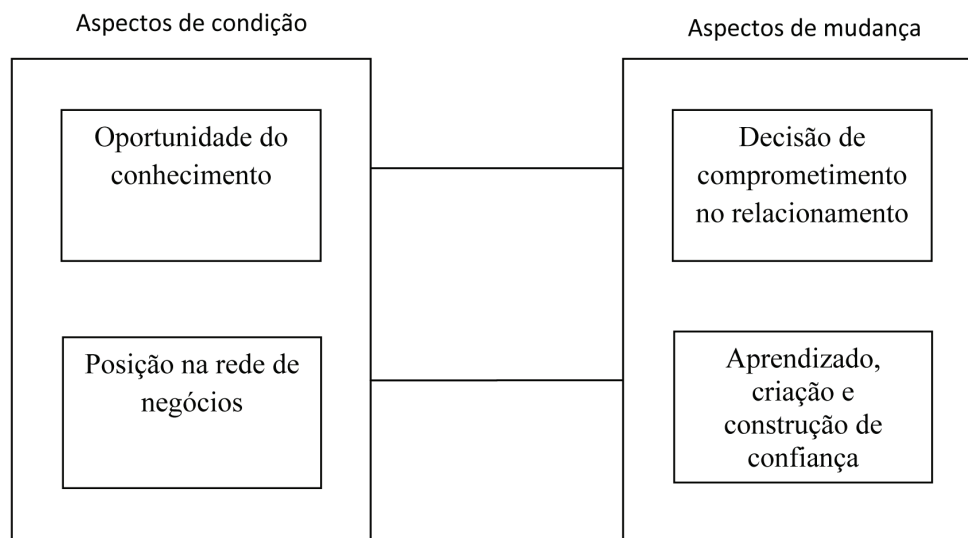 Aspectos de condição
Oportunidade do
conhecimento
Posição na rede de
negócios
Aspectos de mudança
Decisão de
comprometimento
no relacionamento
Aprendizado,
criação e
construção de
confiança